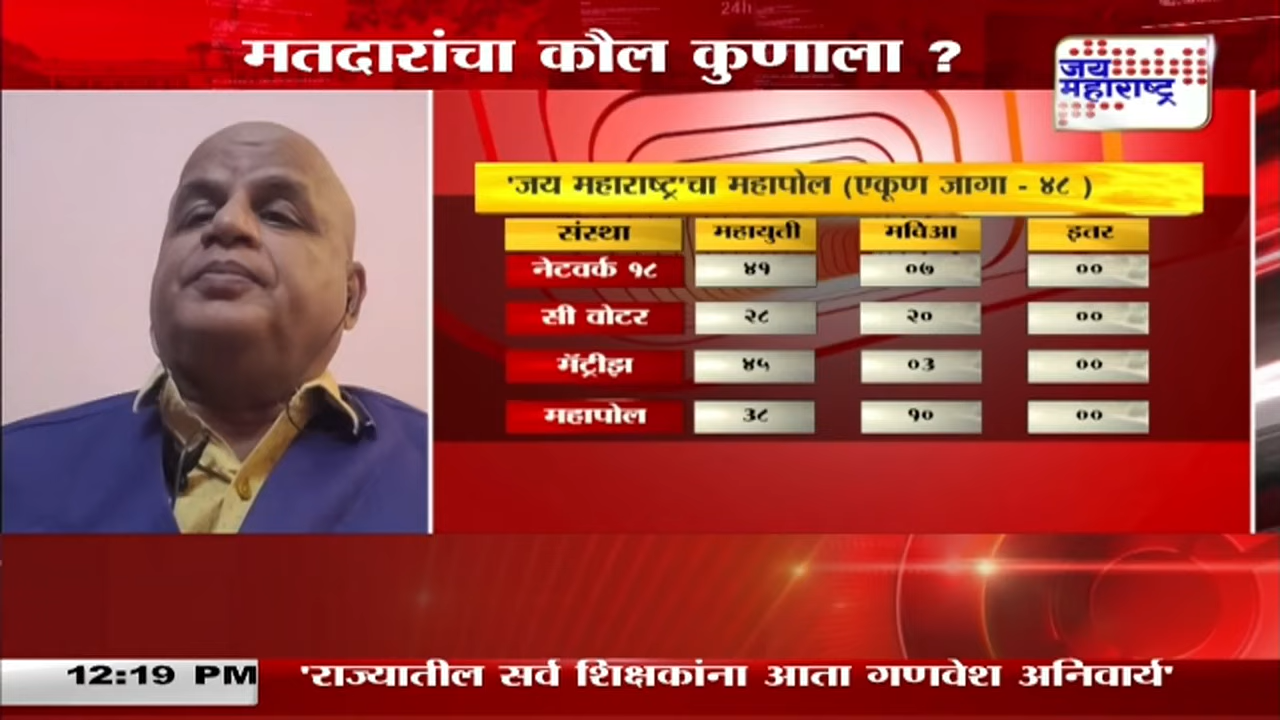 24h
मतदारांचा कौल कुणाला ?
जय
महाराष्ट्र
'जय महाराष्ट्र'चा महापोल (एकूण जागा - ४८ )
संस्था महायुती मविआ इतर
नेटवर्क १८ ४१ ०७ ००
सी वोटर २८ २० ००
मॅट्रीझ ४५ ०३ ००
महापोल ३८ १० ००
12:19 PM 'राज्यातील सर्व शिक्षकांना आता गणवेश अनिवार्य'